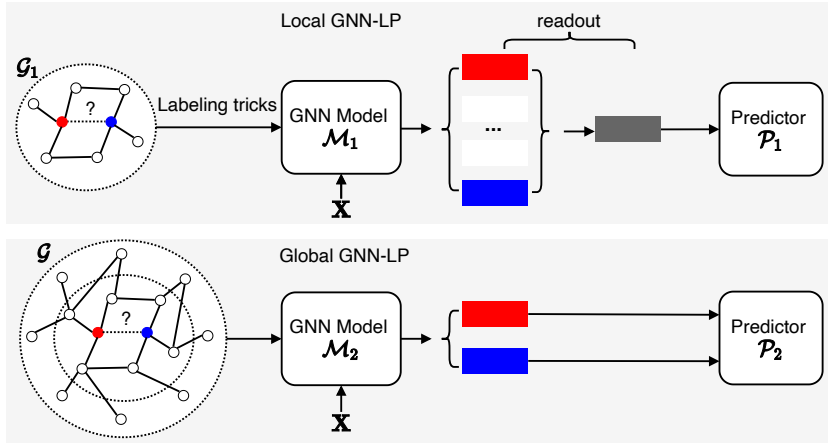 Local GNN-LP
readout
𝒢₁
?
Labeling tricks
GNN Model
ℳ₁
...
Predictor
𝒫₁
𝐗
𝒢
Global GNN-LP
?
GNN Model
ℳ₂
Predictor
𝒫₂
𝐗